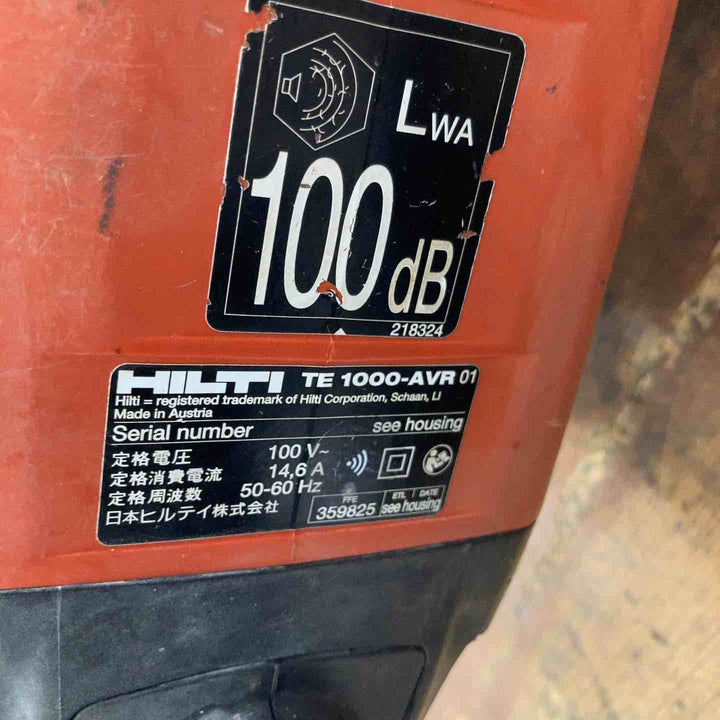 LWA
100 dB
218324
HILTI TE 1000-AVR 01
Hilti = registered trademark of Hilti Corporation, Schaan, LI
Made in Austria
Serial number see housing
定格電圧 100 V~
定格消費電流 14,6 A
定格周波数 50-60 Hz
日本ヒルテイ株式会社
FFE ETL DATE
359825 see housing